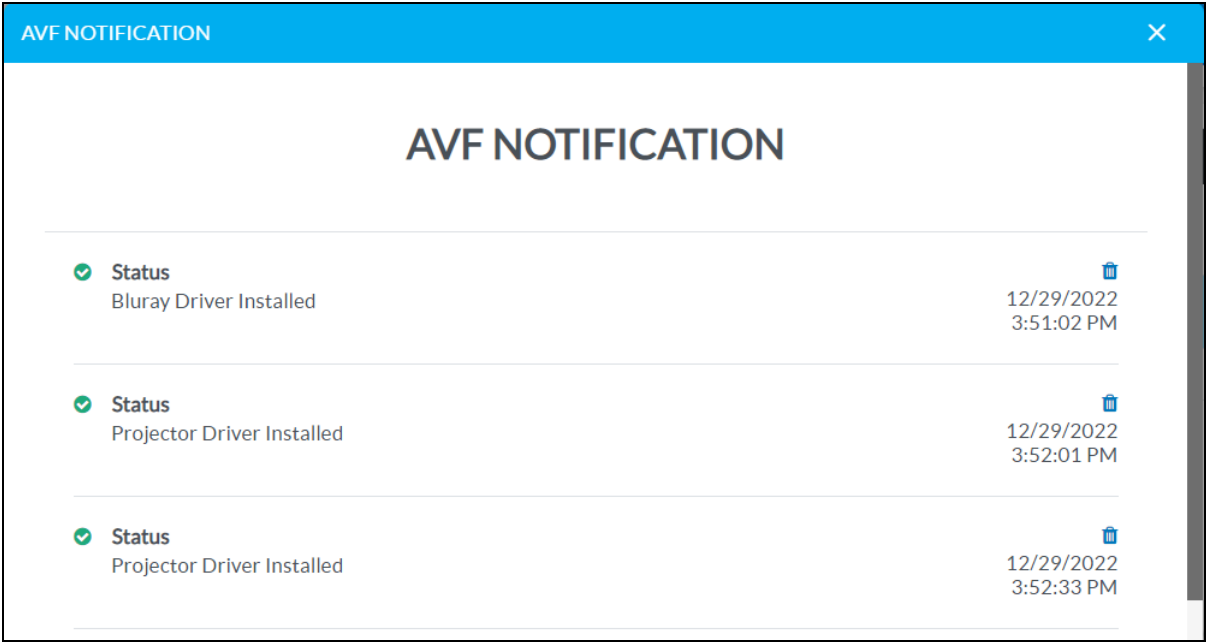 AVF NOTIFICATION
AVF NOTIFICATION
Status
Bluray Driver Installed
12/29/2022
3:51:02 PM
Status
Projector Driver Installed
12/29/2022
3:52:01 PM
Status
Projector Driver Installed
12/29/2022
3:52:33 PM